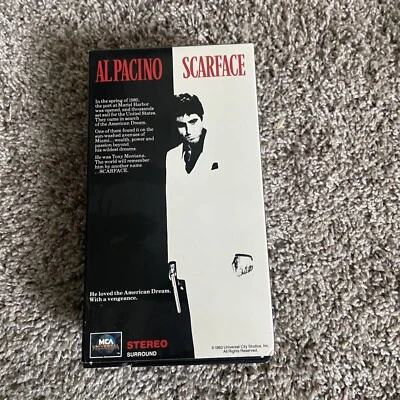 AL PACINO SCARFACE
In the spring of 1980,
the port at Mariel Harbor
was opened, and thousands
set sail for the United States.
They came in search
of the American Dream.
One of them found it on the
sun-washed avenues of
Miami... wealth, power and
passion beyond
his wildest dreams.
He was Tony Montana.
The world will remember
him by another name
...SCARFACE.
He loved the American Dream.
With a vengeance.
MCA
UNIVERSAL
STEREO
SURROUND
©1983 Universal City Studios, Inc.
All Rights Reserved.